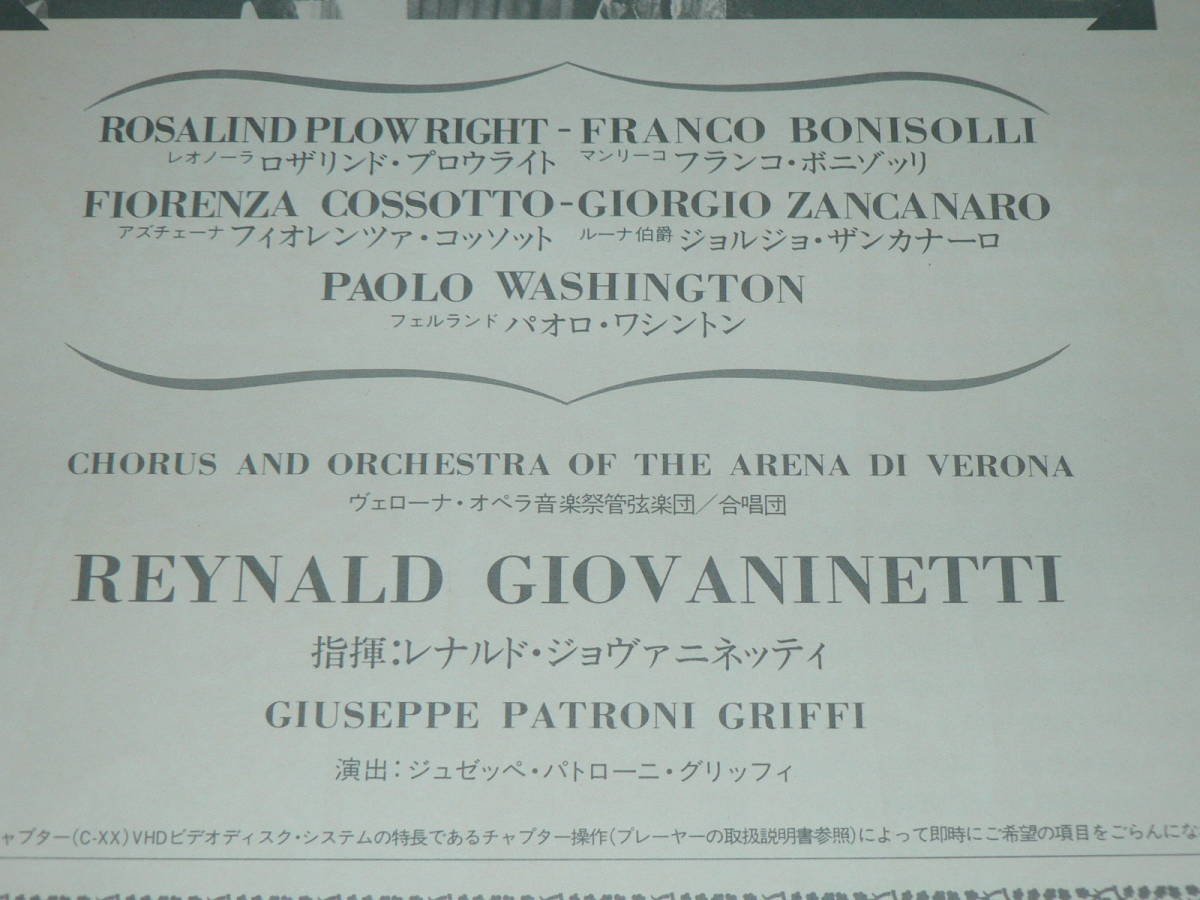 ROSALIND PLOWRIGHT - FRANCO BONISOLLI
レオノーラ ロザリンド・プロウライト マンリーコ フランコ・ボニゾッリ
FIORENZA COSSOTTO - GIORGIO ZANCANARO
アズチェーナ フィオレンツァ・コッソット ルーナ伯爵 ジョルジョ・ザンカナーロ
PAOLO WASHINGTON
フェルランド パオロ・ワシントン
CHORUS AND ORCHESTRA OF THE ARENA DI VERONA
ヴェローナ・オペラ音楽祭管弦楽団／合唱団
REYNALD GIOVANINETTI
指揮：レナルド・ジョヴァニネッティ
GIUSEPPE PATRONI GRIFFI
演出：ジュゼッペ・パトローニ・グリッフィ
ャプター(C-XX)VHDビデオディスク・システムの特長であるチャプター操作(プレーヤーの取扱説明書参照)によって即時にご希望の項目をごらんにな